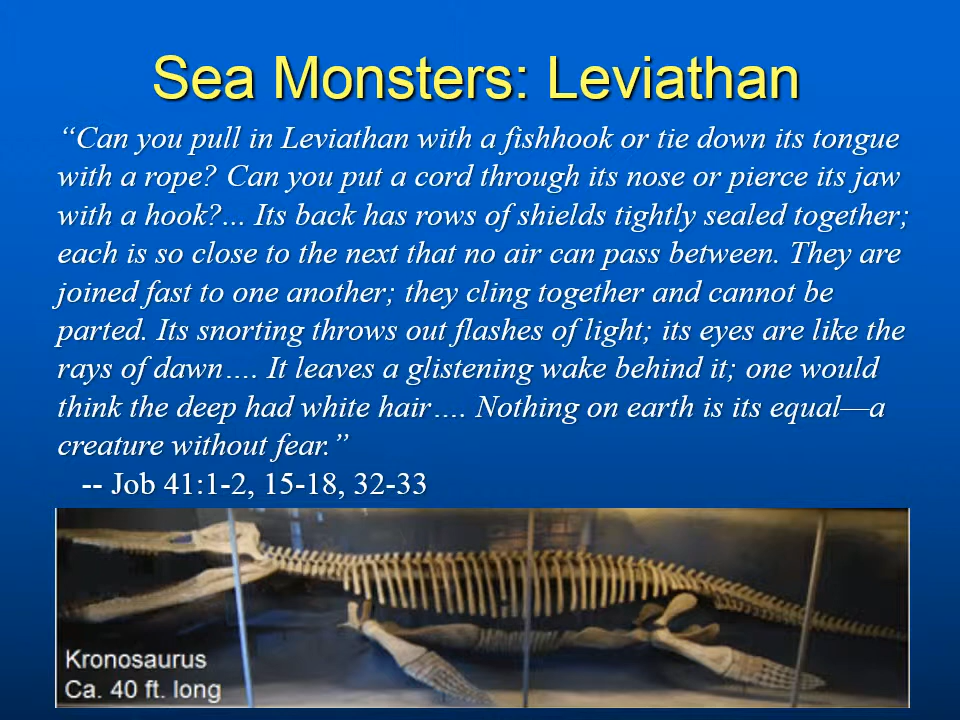 Sea Monsters: Leviathan
“Can you pull in Leviathan with a fishhook or tie down its tongue
with a rope? Can you put a cord through its nose or pierce its jaw
with a hook?... Its back has rows of shields tightly sealed together;
each is so close to the next that no air can pass between. They are
joined fast to one another; they cling together and cannot be
parted. Its snorting throws out flashes of light; its eyes are like the
rays of dawn…. It leaves a glistening wake behind it; one would
think the deep had white hair…. Nothing on earth is its equal—a
creature without fear.”
-- Job 41:1-2, 15-18, 32-33
Kronosaurus
Ca. 40 ft. long